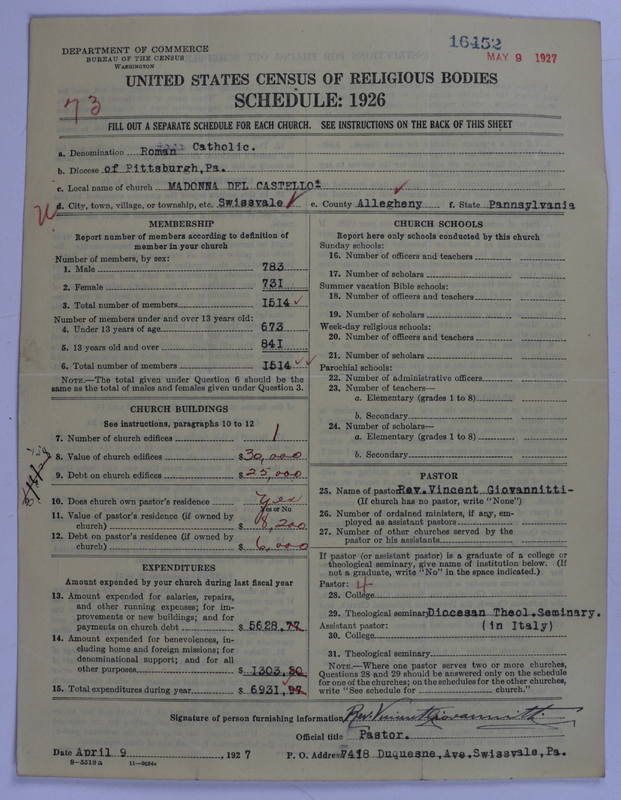 16452
MAY 9 1927
DEPARTMENT OF COMMERCE
BUREAU OF THE CENSUS
WASHINGTON
UNITED STATES CENSUS OF RELIGIOUS BODIES
SCHEDULE: 1926
73
FILL OUT A SEPARATE SCHEDULE FOR EACH CHURCH. SEE INSTRUCTIONS ON THE BACK OF THIS SHEET
a. Denomination Roman Catholic.
b. Diocese of Pittsburgh,Pa.
c. Local name of church MADONNA DEL CASTELLO
d. City, town, village, or township, etc. Swissvale e. County Allegheny f. State Pannsylvania
MEMBERSHIP
Report number of members according to definition of member in your church
Number of members, by sex:
1. Male 783
2. Female 731
3. Total number of members 1514
Number of members under and over 13 years old:
4. Under 13 years of age 673
5. 13 years old and over 841
6. Total number of members 1514
NOTE.—The total given under Question 6 should be the
same as the total of males and females given under Question 3.
CHURCH BUILDINGS
See instructions, paragraphs 10 to 12
7. Number of church edifices 1
8. Value of church edifices $30,000
9. Debt on church edifices $25,000
10. Does church own pastor's residence Yes
Yes or No
11. Value of pastor's residence (if owned by
church) $ 8,200
12. Debt on pastor's residence (if owned by
church) $ 6,000
EXPENDITURES
Amount expended by your church during last fiscal year
13. Amount expended for salaries, repairs,
and other running expenses; for im-
provements or new buildings; and for
payments on church debt $ 5628,77
14. Amount expended for benevolences, in-
cluding home and foreign missions; for
denominational support; and for all
other purposes $ 1303,80
15. Total expenditures during year $ 6931,
CHURCH SCHOOLS
Report here only schools conducted by this church
Sunday schools:
16. Number of officers and teachers
17. Number of scholars
Summer vacation Bible schools:
18. Number of officers and teachers
19. Number of scholars
Week-day religious schools:
20. Number of officers and teachers
21. Number of scholars
Parochial schools:
22. Number of administrative officers
23. Number of teachers—
a. Elementary (grades 1 to 8)
b. Secondary
24. Number of scholars—
a. Elementary (grades 1 to 8)
b. Secondary
PASTOR
25. Name of pastor Rev.Vincent Giovannitti-
(If church has no pastor, write "None")
26. Number of ordained ministers, if any, em-
ployed as assistant pastors
27. Number of other churches served by the
pastor or his assistants
If pastor (or assistant pastor) is a graduate of a college or
theological seminary, give name of institution below. (If
not a graduate, write "No" in the space indicated.)
Pastor: 4
28. College
29. Theological seminary Diocesan Theol.Seminary.
Assistant pastor: (in Italy)
30. College
31. Theological seminary
NOTE.—Where one pastor serves two or more churches,
Questions 28 and 29 should be answered only on the schedule
for one of the churches; on the schedules for the other churches,
write "See schedule for church."
Signature of person furnishing information Rev. Vincent Giovannitti.
Official title Pastor.
Date April 9, 1927 P. O. Address 7418 Duquesne,Ave.Swissvale,Pa.
8-5518a 11-9034